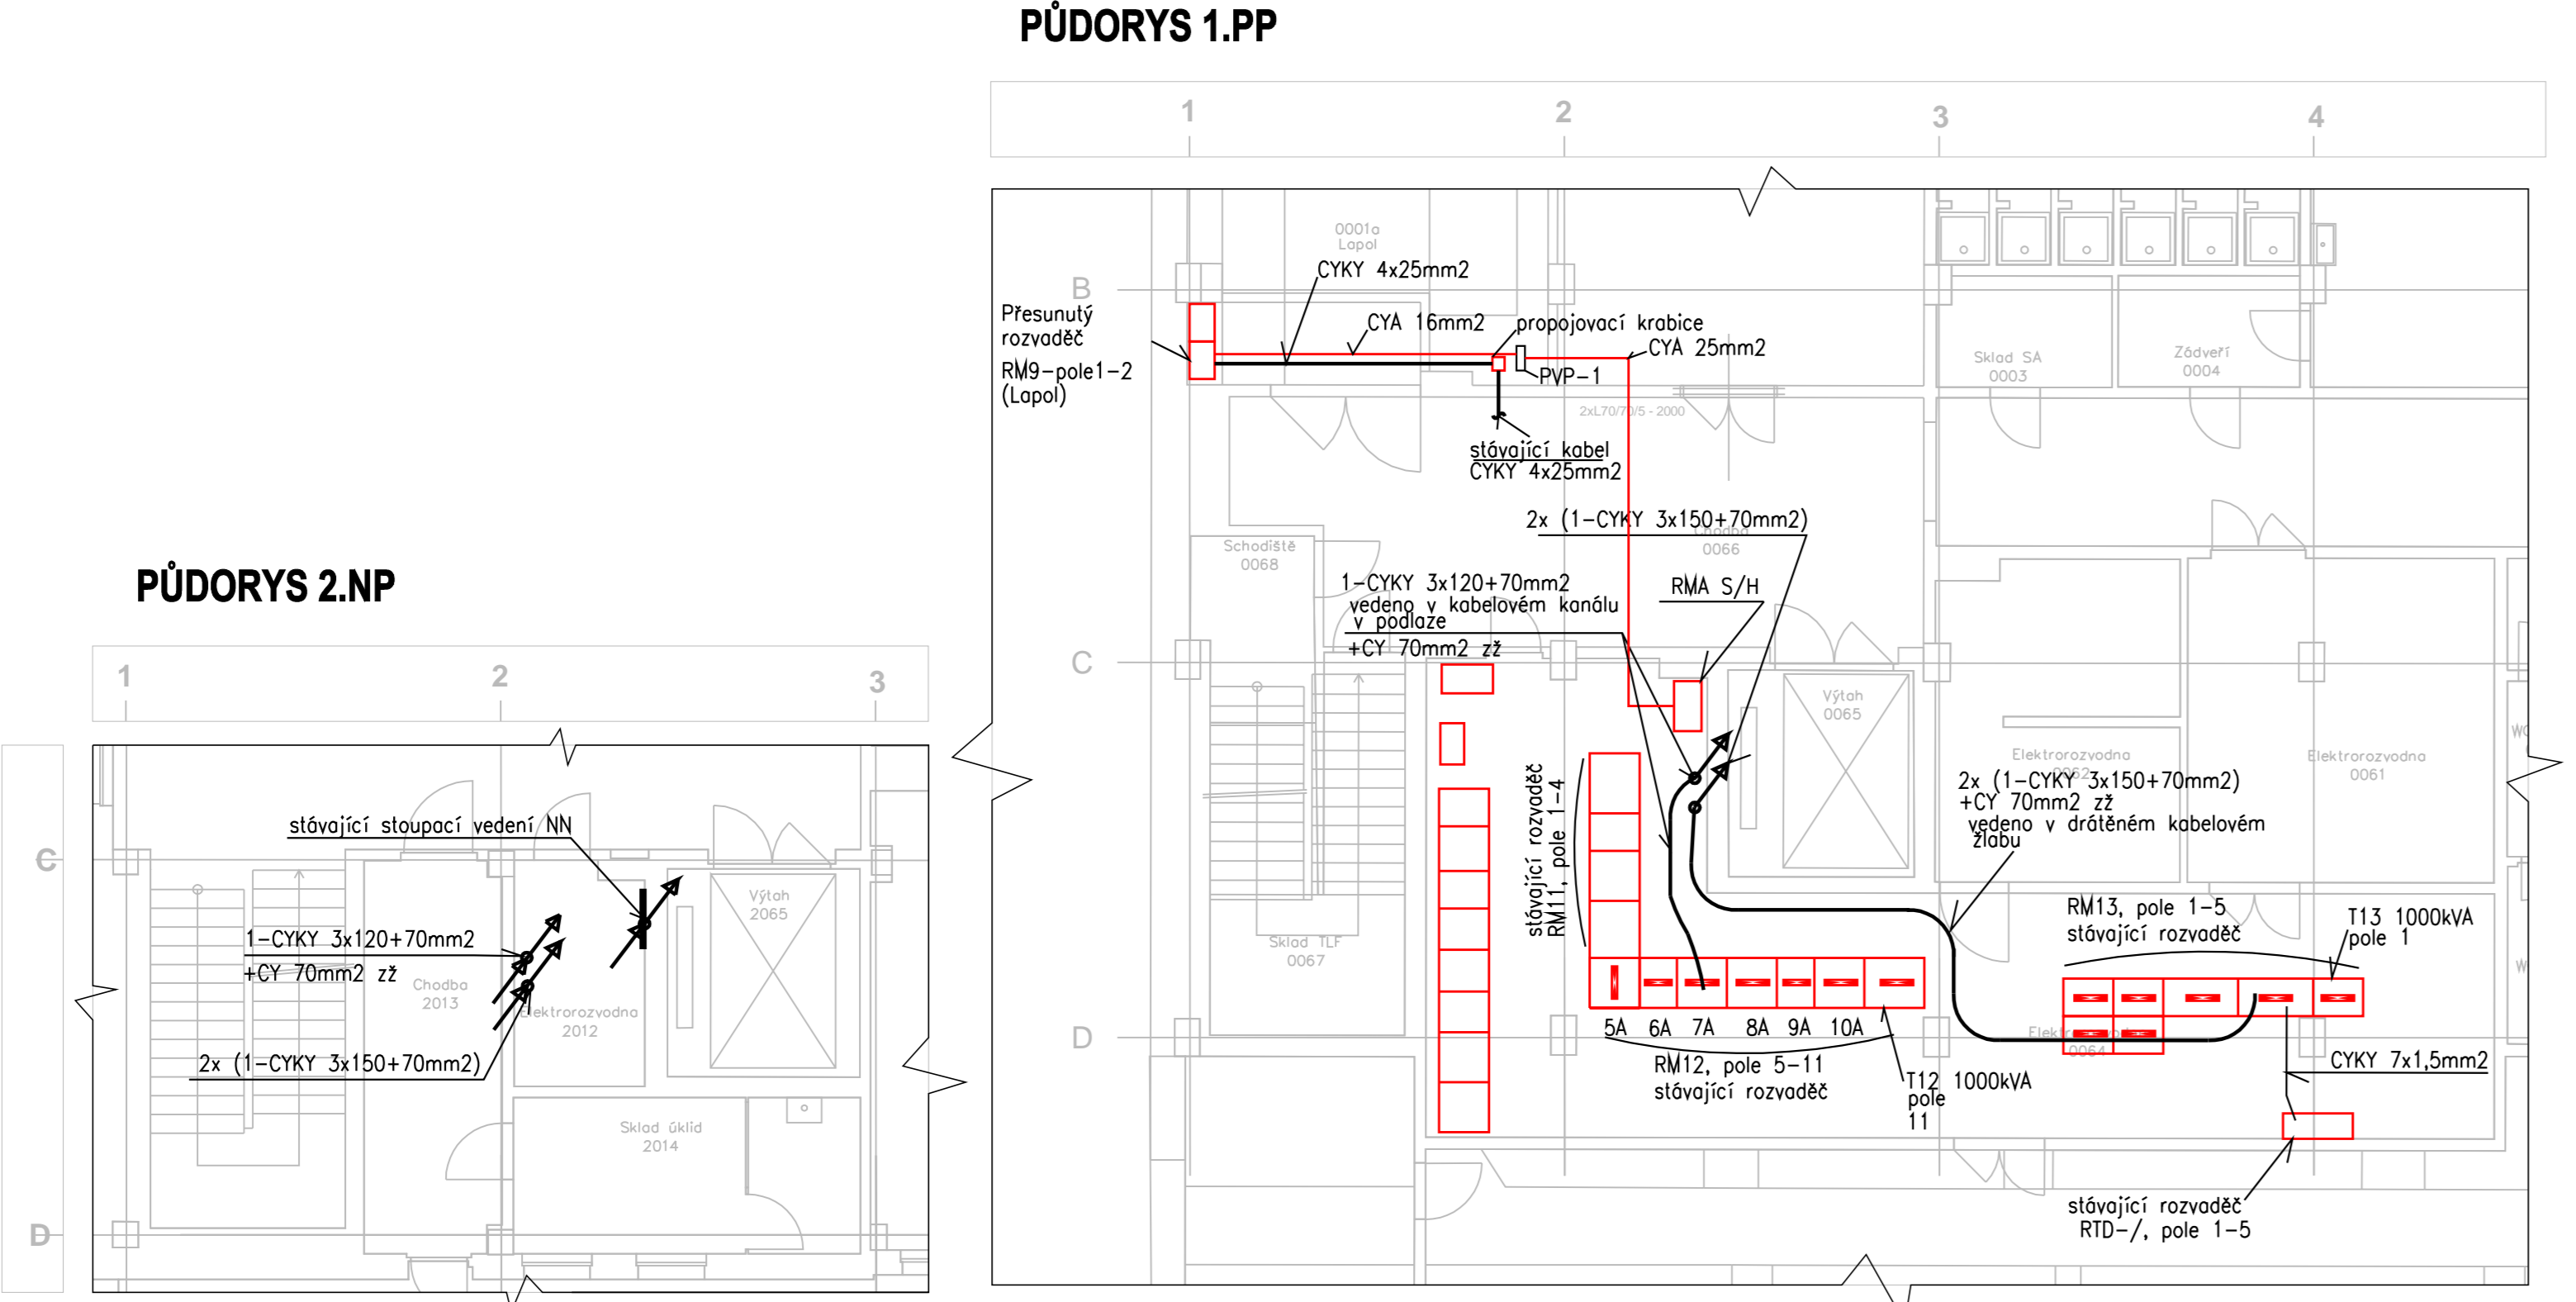 PŮDORYS 1.PP
1
2
3
4
B
C
D
0001a
Lapol
CYKY 4x25mm2
Přesunutý
rozvaděč
RM9-pole1-2
(Lapol)
CYA 16mm2
propojovací krabice
CYA 25mm2
PVP-1
2xL70/70/5 - 2000
stávající kabel
CYKY 4x25mm2
Sklad SA
0003
Zádveří
0004
2x (1-CYKY 3x150+70mm2)
Chodba
0066
Schodiště
0068
1-CYKY 3x120+70mm2
vedeno v kabelovém kanálu
v podlaze
+CY 70mm2 zž
RMA S/H
Výtah
0065
Elektrorozvodna
0062
Elektrorozvodna
0061
2x (1-CYKY 3x150+70mm2)
+CY 70mm2 zž
vedeno v drátěném kabelovém
žlabu
stávající rozvaděč
RM11, pole 1-4
Sklad TLF
0067
RM13, pole 1-5
stávající rozvaděč
T13 1000kVA
pole 1
5A 6A 7A 8A 9A 10A
RM12, pole 5-11
stávající rozvaděč
T12 1000kVA
pole
11
0064
CYKY 7x1,5mm2
stávající rozvaděč
RTD-/, pole 1-5
PŮDORYS 2.NP
1
2
3
C
D
stávající stoupací vedení NN
1-CYKY 3x120+70mm2
+CY 70mm2 zž
Chodba
2013
Elektrorozvodna
2012
Výtah
2065
2x (1-CYKY 3x150+70mm2)
Sklad úklid
2014